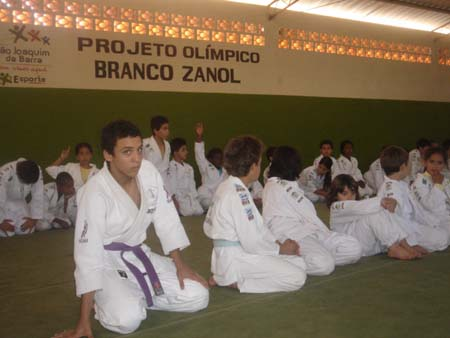 São Joaquim
da Barra
Esporte
PROJETO OLÍMPICO
BRANCO ZANOL